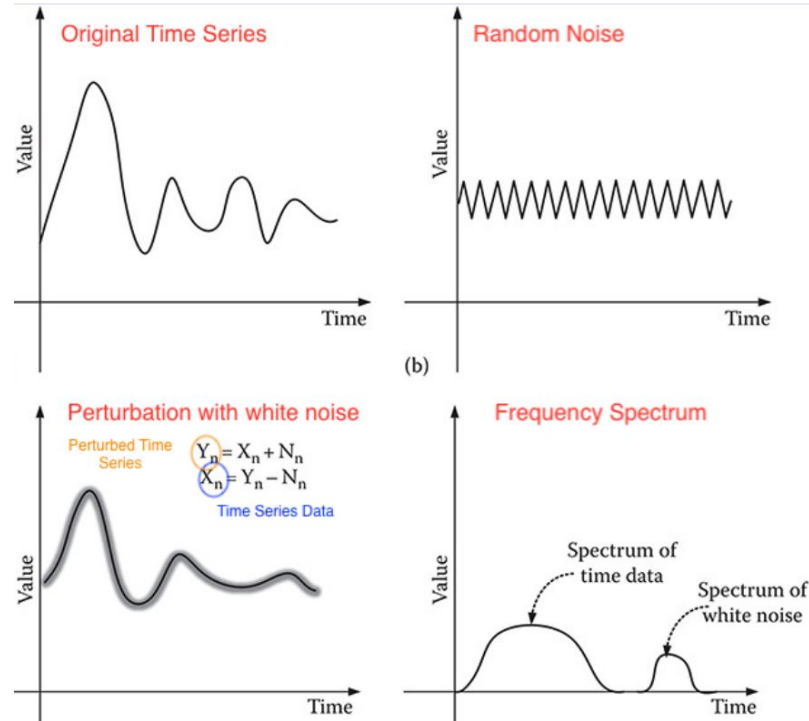 Original Time Series
Value
Time
Random Noise
Value
Time
(b)
Perturbation with white noise
Perturbed Time
Series
Yn = Xn + Nn
Xn = Yn − Nn
Time Series Data
Value
Time
Frequency Spectrum
Spectrum of
time data
Spectrum of
white noise
Value
Time